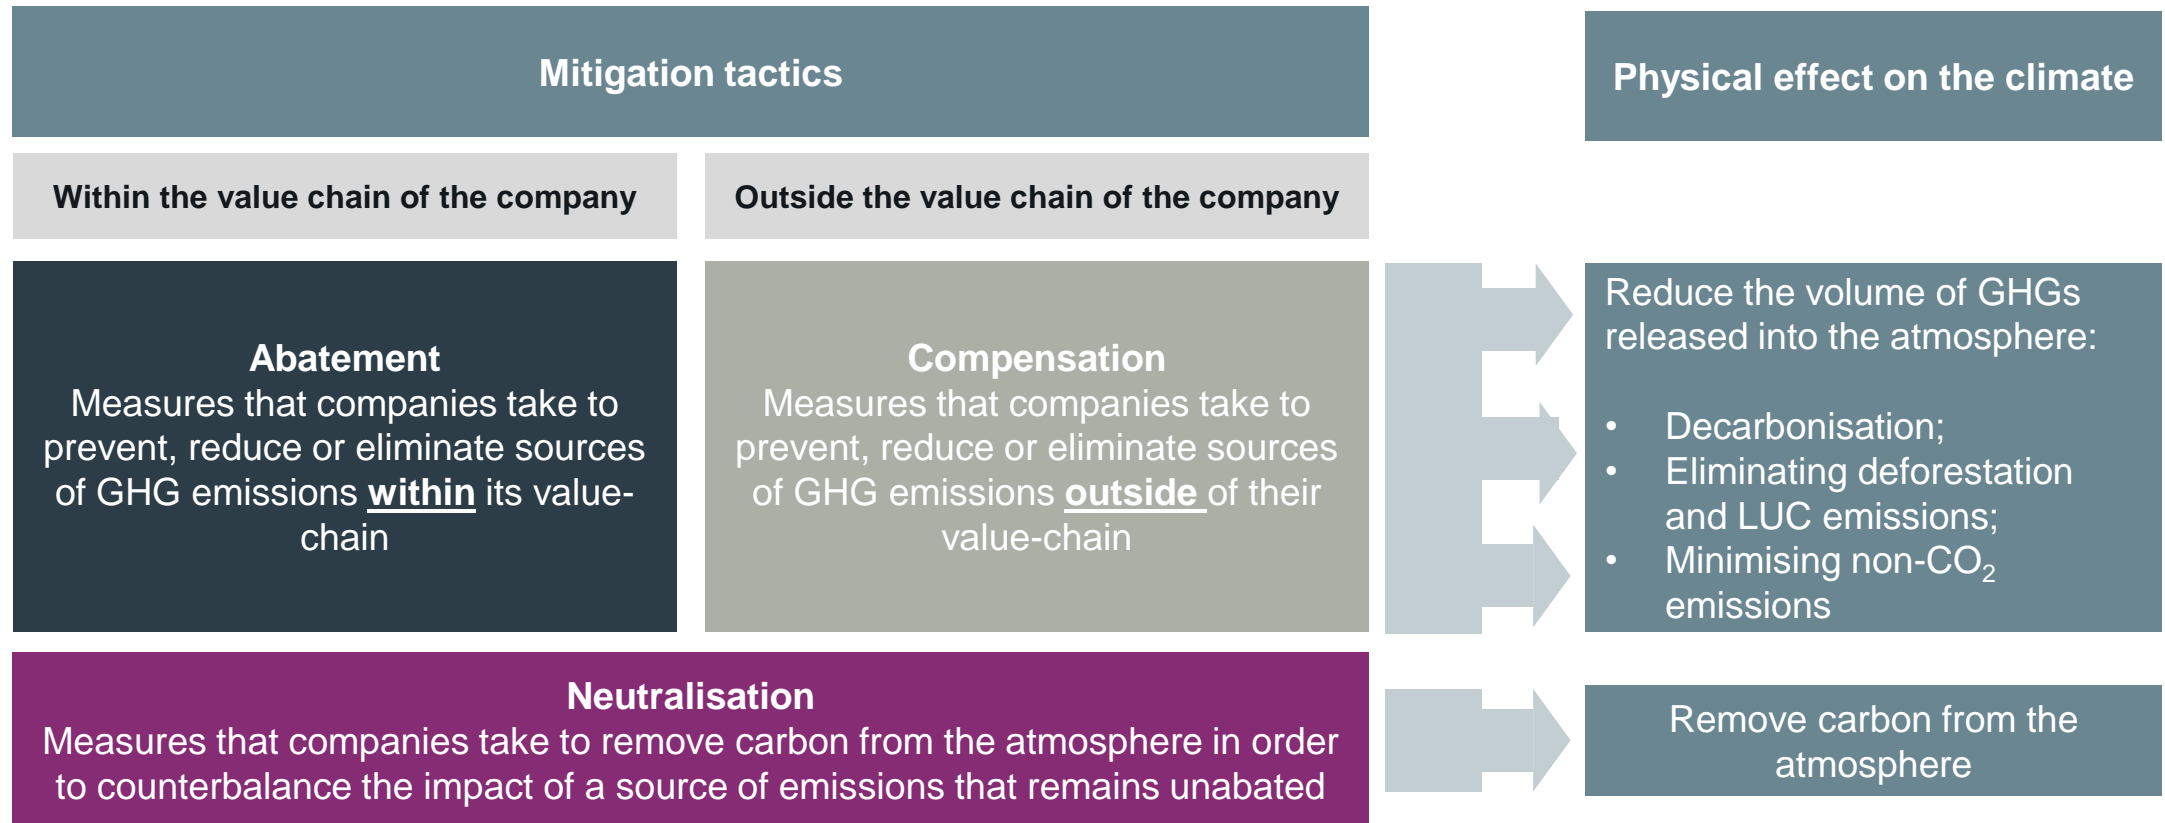 Mitigation tactics
Physical effect on the climate
Within the value chain of the company
Outside the value chain of the company
Abatement
Measures that companies take to
prevent, reduce or eliminate sources
of GHG emissions within its value-
chain
Compensation
Measures that companies take to
prevent, reduce or eliminate sources
of GHG emissions outside of their
value-chain
Reduce the volume of GHGs
released into the atmosphere:
• Decarbonisation;
• Eliminating deforestation
and LUC emissions;
• Minimising non-CO₂
emissions
Neutralisation
Measures that companies take to remove carbon from the atmosphere in order
to counterbalance the impact of a source of emissions that remains unabated
Remove carbon from the
atmosphere